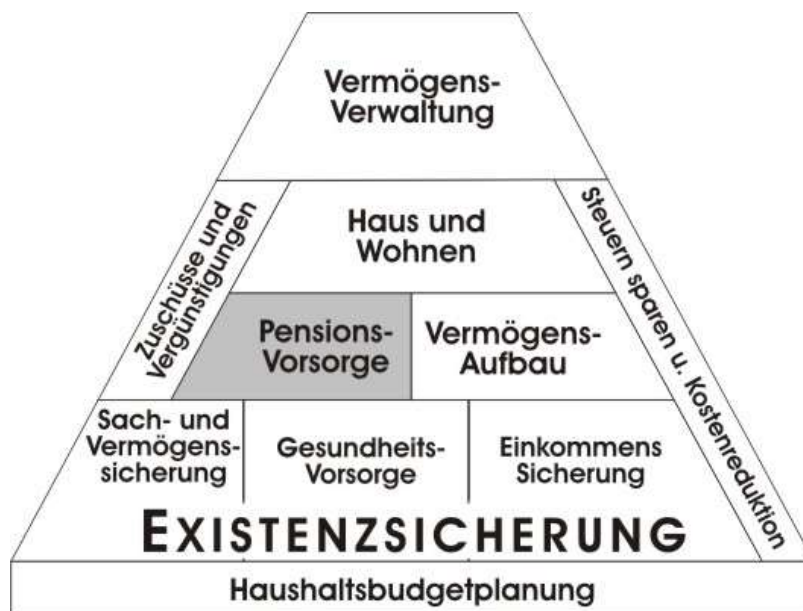 Vermögens-
Verwaltung
Zuschüsse und
Vergünstigungen
Haus und
Wohnen
Steuern sparen u. Kostenreduktion
Pensions-
Vorsorge
Vermögens-
Aufbau
Sach- und
Vermögens-
sicherung
Gesundheits-
Vorsorge
Einkommens
Sicherung
EXISTENZSICHERUNG
Haushaltsbudgetplanung